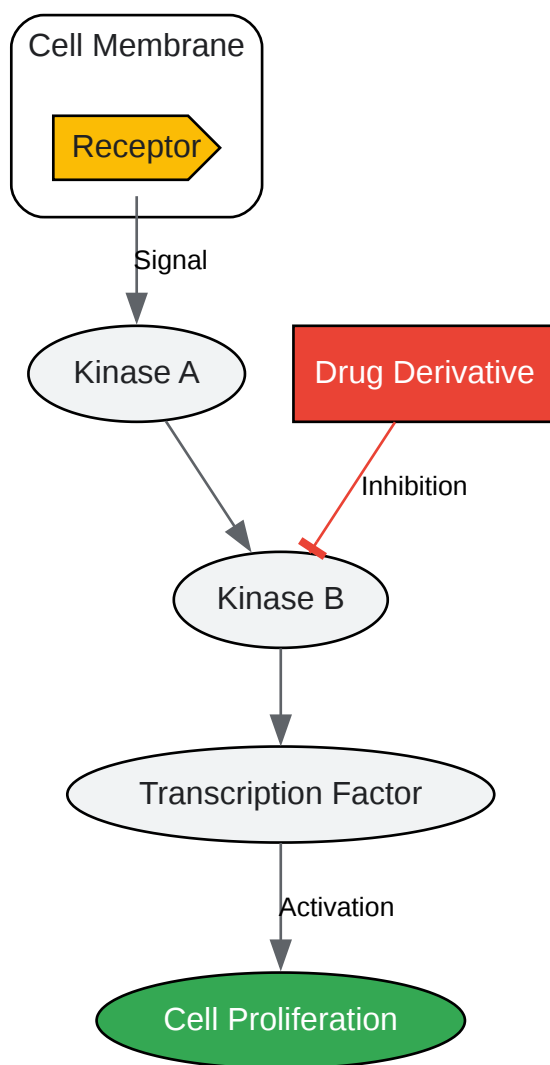 Cell Membrane
Receptor
Signal
Kinase A
Drug Derivative
Inhibition
Kinase B
Transcription Factor
Activation
Cell Proliferation